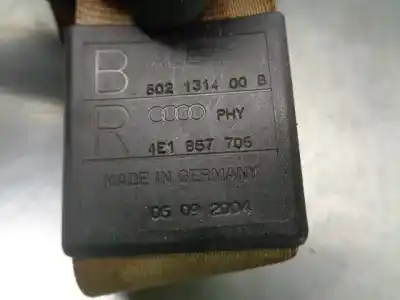 B
602 1314 00 B
R PHY
4E1 857 706
MADE IN GERMANY
06 09 2004